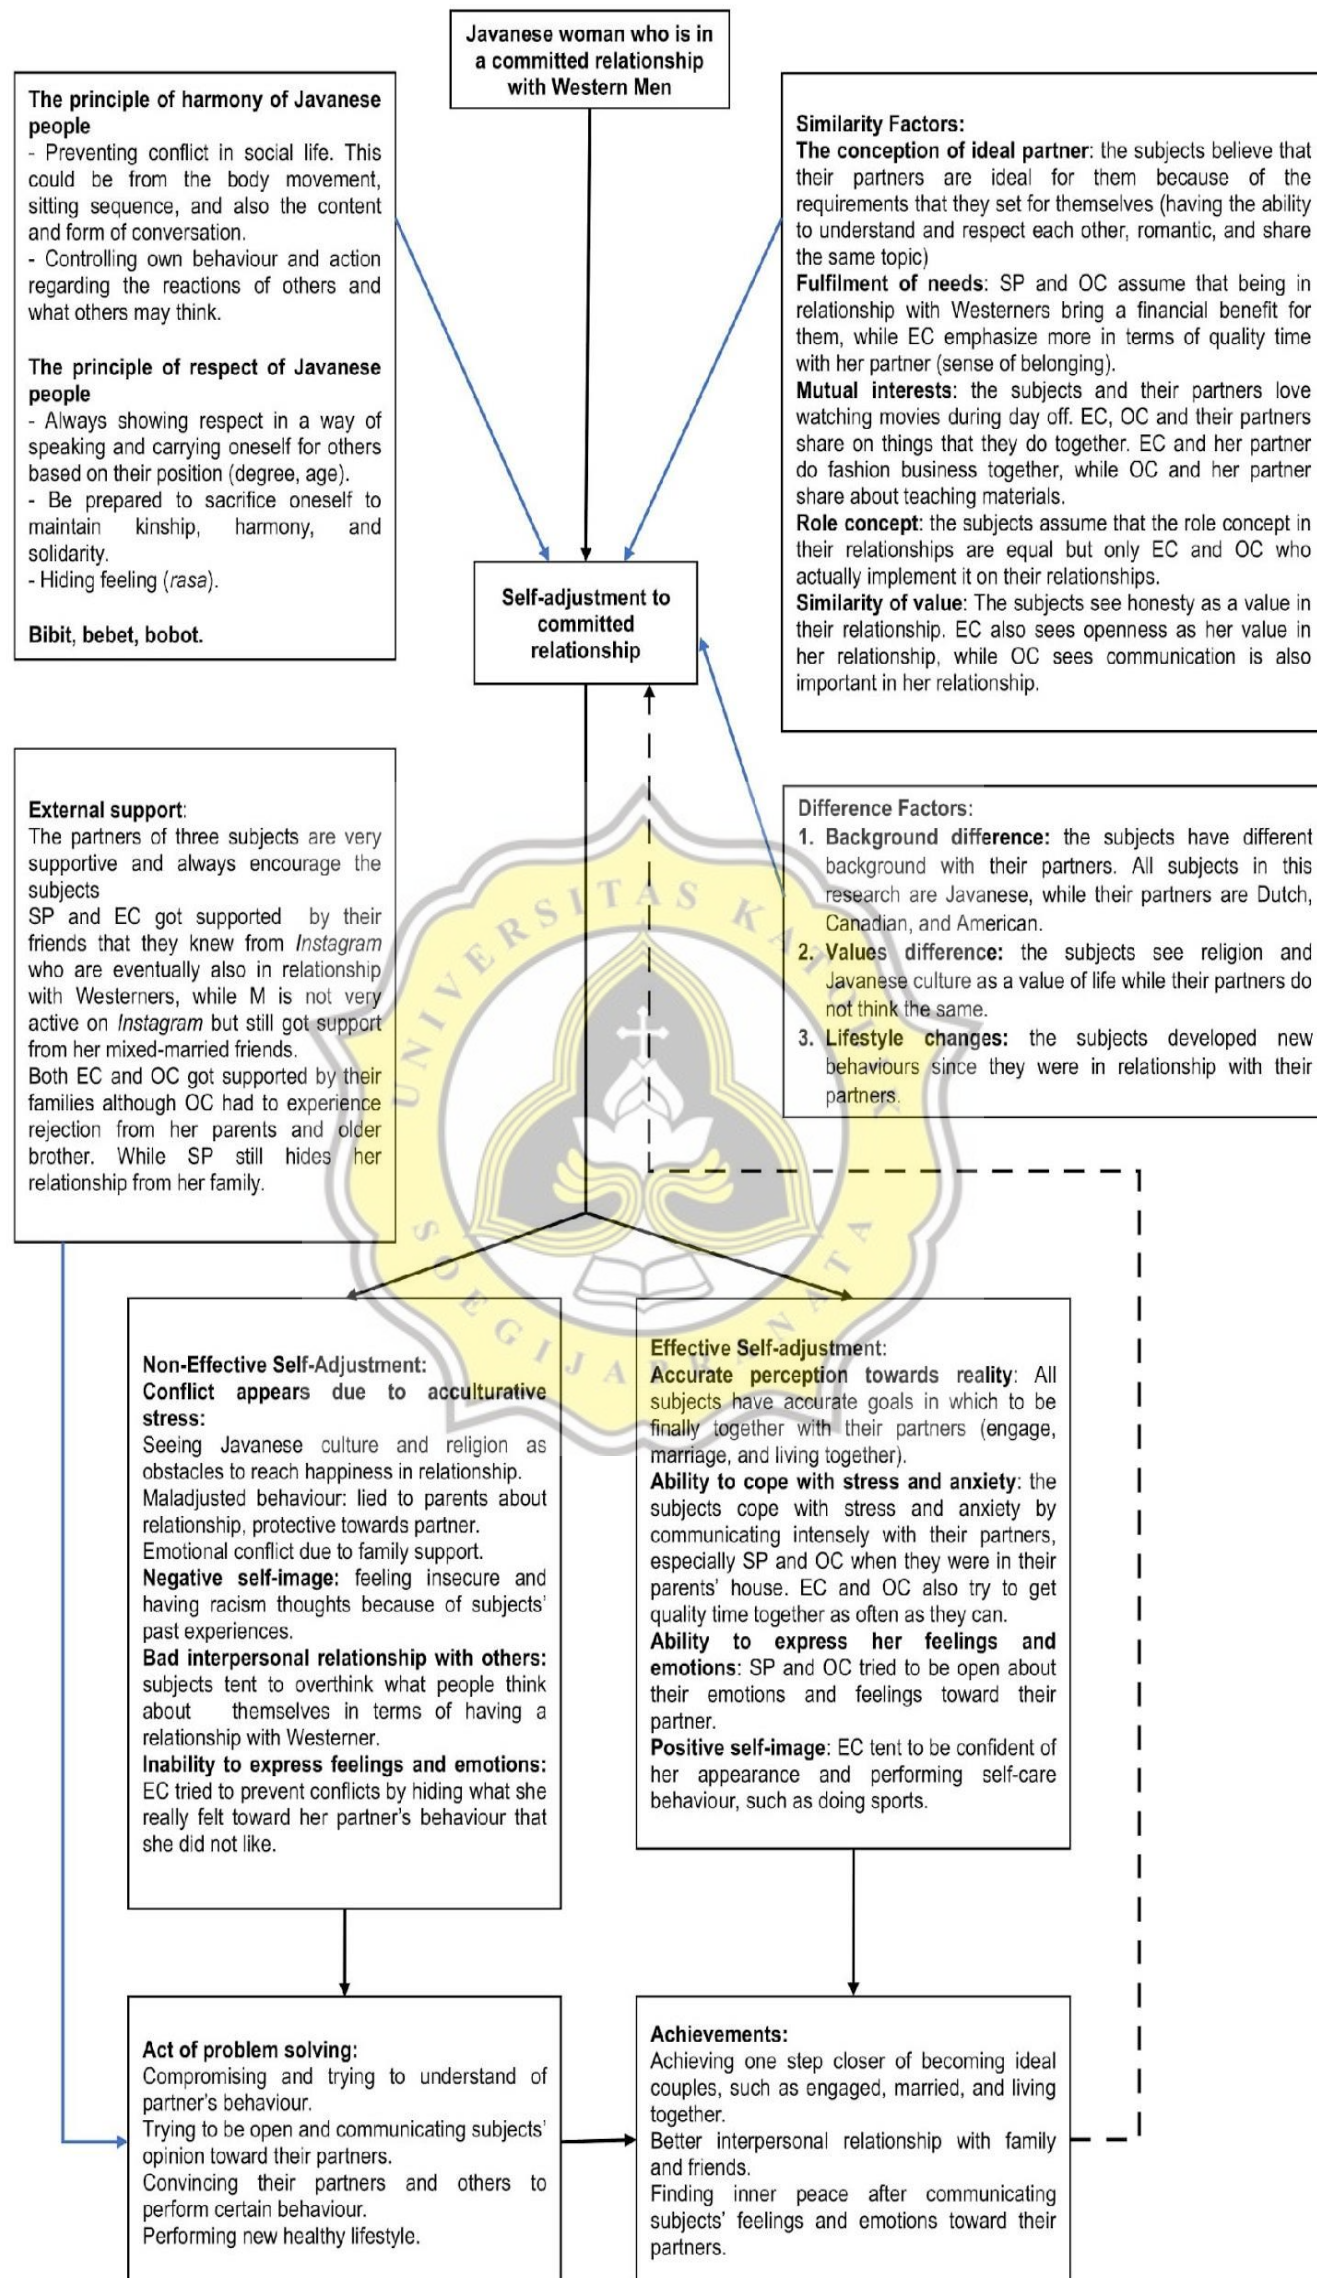 Javanese woman who is in
a committed relationship
with Western Men
The principle of harmony of Javanese
people
- Preventing conflict in social life. This
could be from the body movement,
sitting sequence, and also the content
and form of conversation.
- Controlling own behaviour and action
regarding the reactions of others and
what others may think.
The principle of respect of Javanese
people
- Always showing respect in a way of
speaking and carrying oneself for others
based on their position (degree, age).
- Be prepared to sacrifice oneself to
maintain kinship, harmony, and
solidarity.
- Hiding feeling (rasa).
Bibit, bebet, bobot.
Similarity Factors:
The conception of ideal partner: the subjects believe that
their partners are ideal for them because of the
requirements that they set for themselves (having the ability
to understand and respect each other, romantic, and share
the same topic)
Fulfilment of needs: SP and OC assume that being in
relationship with Westerners bring a financial benefit for
them, while EC emphasize more in terms of quality time
with her partner (sense of belonging).
Mutual interests: the subjects and their partners love
watching movies during day off. EC, OC and their partners
share on things that they do together. EC and her partner
do fashion business together, while OC and her partner
share about teaching materials.
Role concept: the subjects assume that the role concept in
their relationships are equal but only EC and OC who
actually implement it on their relationships.
Similarity of value: The subjects see honesty as a value in
their relationship. EC also sees openness as her value in
her relationship, while OC sees communication is also
important in her relationship.
Self-adjustment to
committed
relationship
External support:
The partners of three subjects are very
supportive and always encourage the
subjects
SP and EC got supported by their
friends that they knew from Instagram
who are eventually also in relationship
with Westerners, while M is not very
active on Instagram but still got support
from her mixed-married friends.
Both EC and OC got supported by their
families although OC had to experience
rejection from her parents and older
brother. While SP still hides her
relationship from her family.
Difference Factors:
1. Background difference: the subjects have different
background with their partners. All subjects in this
research are Javanese, while their partners are Dutch,
Canadian, and American.
2. Values difference: the subjects see religion and
Javanese culture as a value of life while their partners do
not think the same.
3. Lifestyle changes: the subjects developed new
behaviours since they were in relationship with their
partners.
UNIVERSITAS KATOLIK
SOEGIJAPRANATA
Non-Effective Self-Adjustment:
Conflict appears due to acculturative
stress:
Seeing Javanese culture and religion as
obstacles to reach happiness in relationship.
Maladjusted behaviour: lied to parents about
relationship, protective towards partner.
Emotional conflict due to family support.
Negative self-image: feeling insecure and
having racism thoughts because of subjects'
past experiences.
Bad interpersonal relationship with others:
subjects tent to overthink what people think
about themselves in terms of having a
relationship with Westerner.
Inability to express feelings and emotions:
EC tried to prevent conflicts by hiding what she
really felt toward her partner's behaviour that
she did not like.
Effective Self-adjustment:
Accurate perception towards reality: All
subjects have accurate goals in which to be
finally together with their partners (engage,
marriage, and living together).
Ability to cope with stress and anxiety: the
subjects cope with stress and anxiety by
communicating intensely with their partners,
especially SP and OC when they were in their
parents' house. EC and OC also try to get
quality time together as often as they can.
Ability to express her feelings and
emotions: SP and OC tried to be open about
their emotions and feelings toward their
partner.
Positive self-image: EC tent to be confident of
her appearance and performing self-care
behaviour, such as doing sports.
Act of problem solving:
Compromising and trying to understand of
partner's behaviour.
Trying to be open and communicating subjects'
opinion toward their partners.
Convincing their partners and others to
perform certain behaviour.
Performing new healthy lifestyle.
Achievements:
Achieving one step closer of becoming ideal
couples, such as engaged, married, and living
together.
Better interpersonal relationship with family
and friends.
Finding inner peace after communicating
subjects' feelings and emotions toward their
partners.